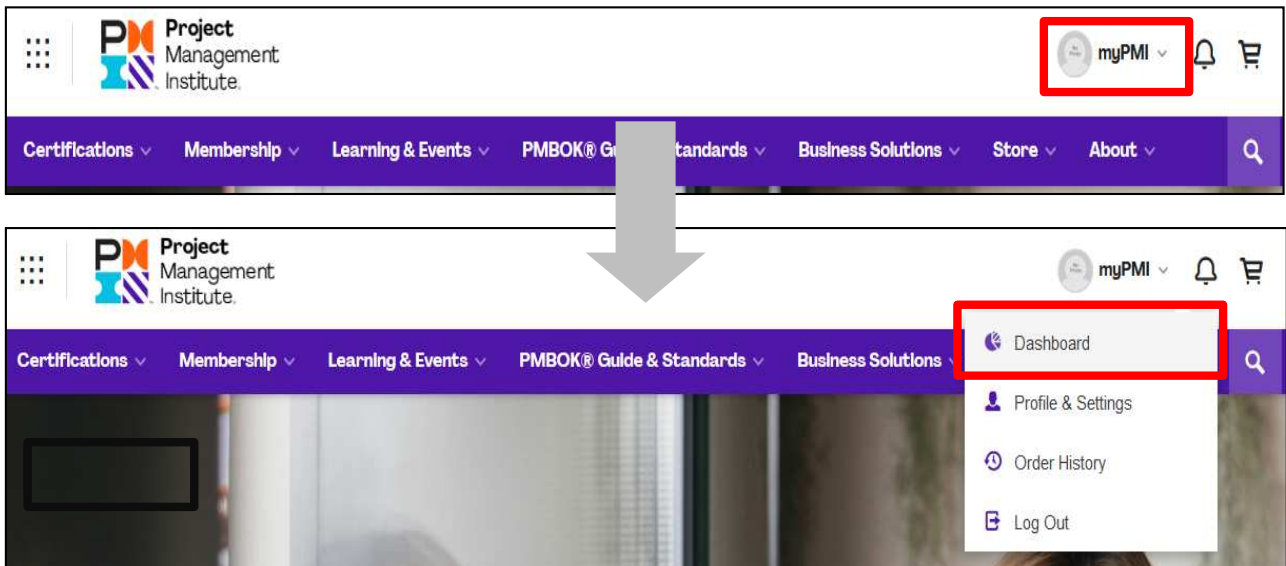 Project
Management
Institute.
myPMI
Certifications Membership Learning & Events PMBOK® Gu tandards Business Solutions Store About
Project
Management
Institute.
myPMI
Certifications Membership Learning & Events PMBOK® Guide & Standards Business Solutions
Dashboard
Profile & Settings
Order History
Log Out